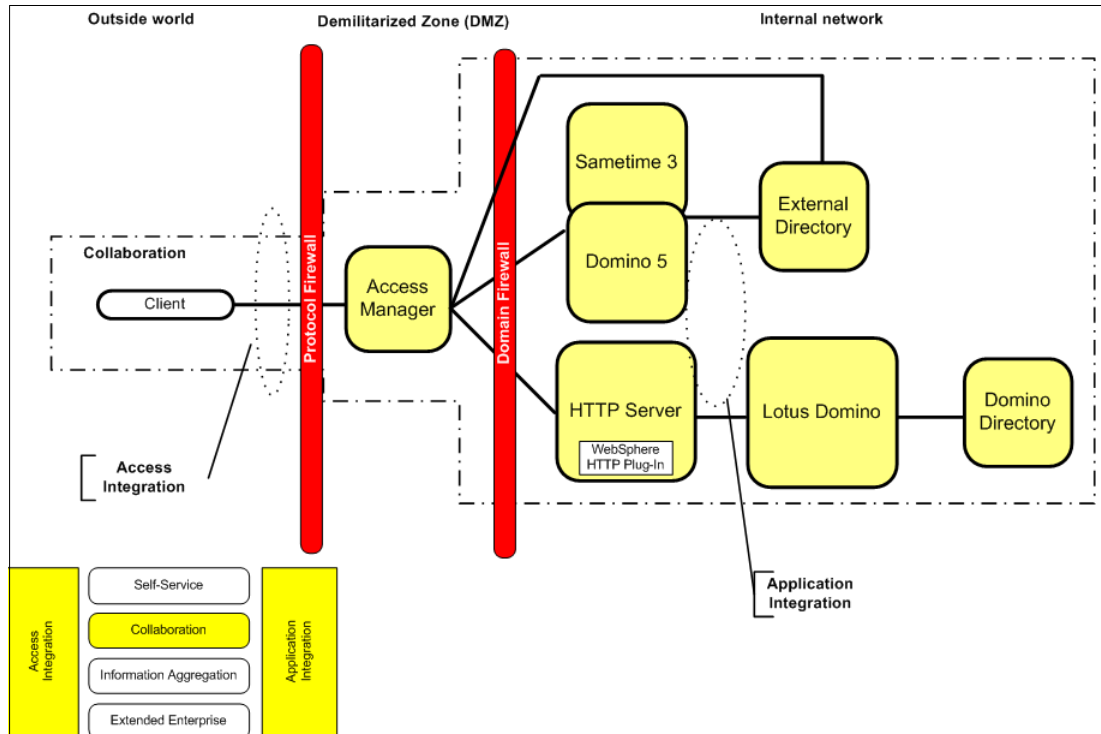 Outside world
Demilitarized Zone (DMZ)
Internal network
Protocol Firewall
Domain Firewall
Collaboration
Client
Access
Manager
Sametime 3
Domino 5
External
Directory
HTTP Server
WebSphere
HTTP Plug-In
Lotus Domino
Domino
Directory
Access
Integration
Application
Integration
Access
Integration
Self-Service
Collaboration
Information Aggregation
Extended Enterprise
Application
Integration